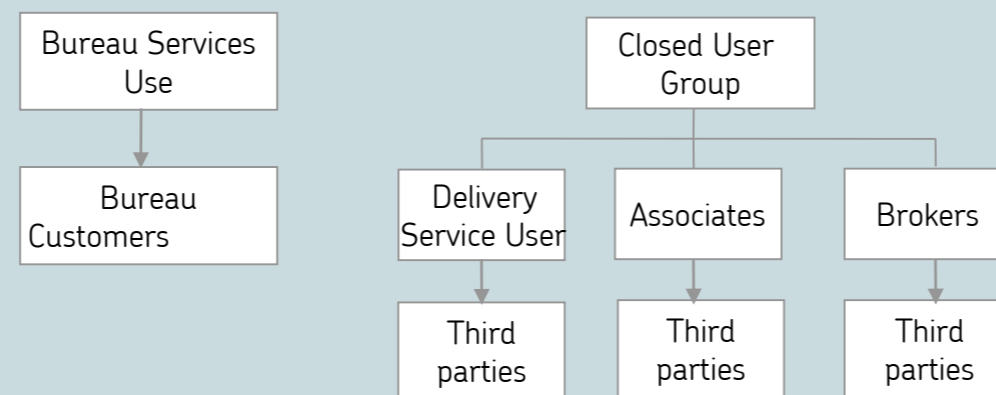 Bureau Services
Use
Bureau
Customers
Closed User
Group
Delivery
Service User
Associates
Brokers
Third
parties
Third
parties
Third
parties